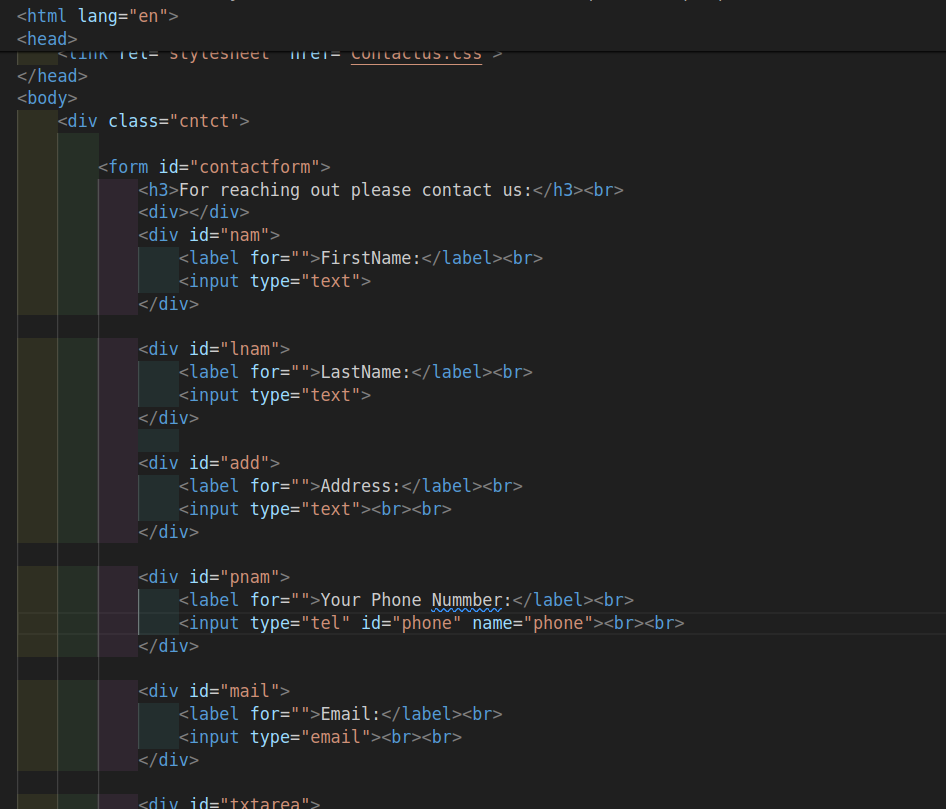 <html lang="en">
<head>
<link rel="stylesheet" href="contactus.css">
</head>
<body>
<div class="cntct">
<form id="contactform">
<h3>For reaching out please contact us:</h3><br>
<div></div>
<div id="nam">
<label for="">FirstName:</label><br>
<input type="text">
</div>
<div id="lnam">
<label for="">LastName:</label><br>
<input type="text">
</div>
<div id="add">
<label for="">Address:</label><br>
<input type="text"><br><br>
</div>
<div id="pnam">
<label for="">Your Phone Nummber:</label><br>
<input type="tel" id="phone" name="phone"><br><br>
</div>
<div id="mail">
<label for="">Email:</label><br>
<input type="email"><br><br>
</div>
<div id="txtarea">